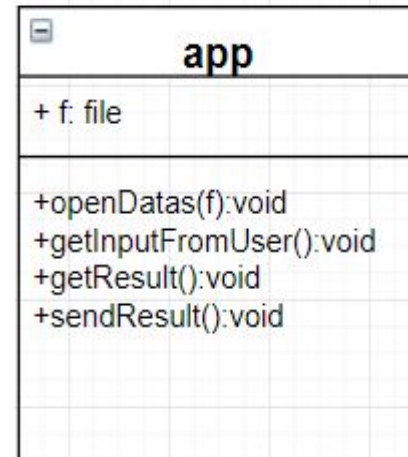 app
+ f: file
+openDatas(f):void
+getInputFromUser():void
+getResult():void
+sendResult():void